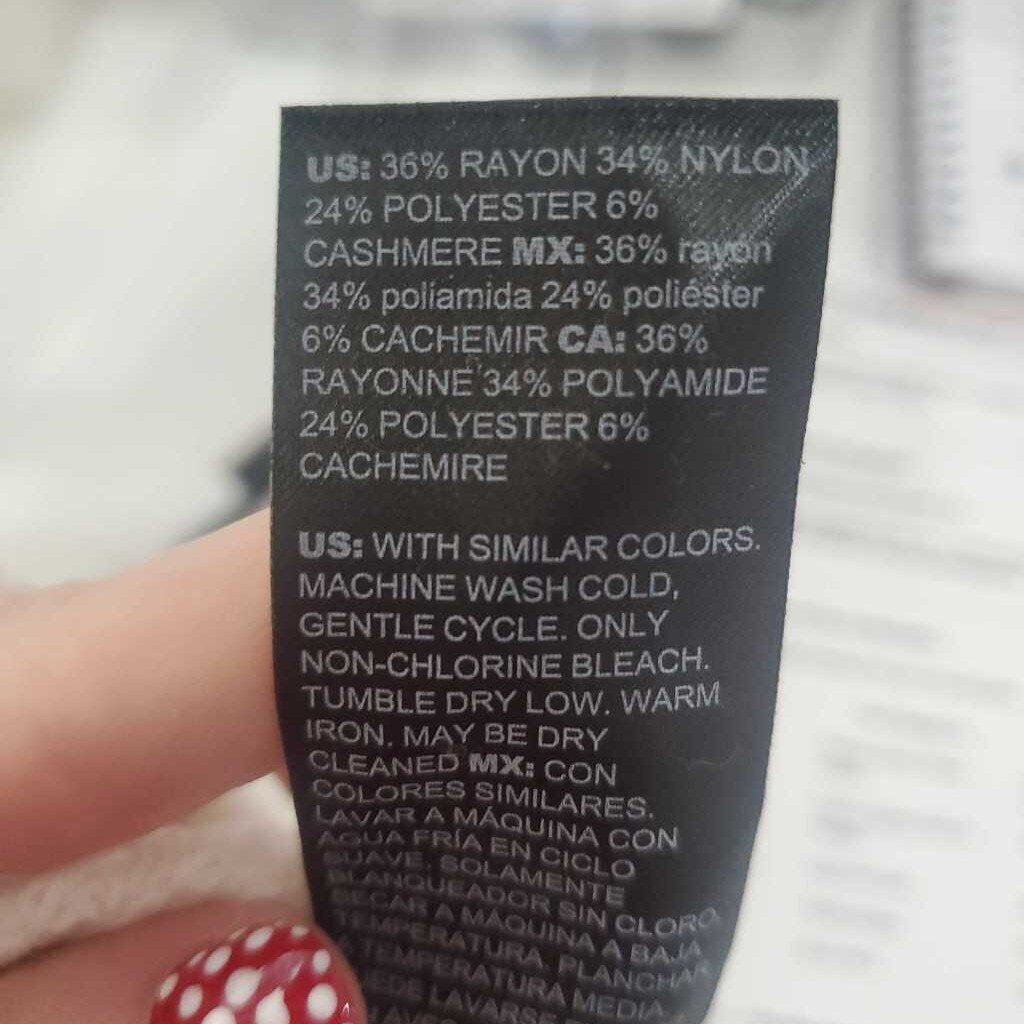 US: 36% RAYON 34% NYLON
24% POLYESTER 6%
CASHMERE MX: 36% rayón
34% poliamida 24% poliéster
6% CACHEMIR CA: 36%
RAYONNE 34% POLYAMIDE
24% POLYESTER 6%
CACHEMIRE
US: WITH SIMILAR COLORS.
MACHINE WASH COLD,
GENTLE CYCLE. ONLY
NON-CHLORINE BLEACH.
TUMBLE DRY LOW. WARM
IRON. MAY BE DRY
CLEANED MX: CON
COLORES SIMILARES.
LAVAR A MÁQUINA CON
AGUA FRÍA EN CICLO
SUAVE. SOLAMENTE
BLANQUEADOR SIN CLORO.
SECAR A MÁQUINA A BAJA
TEMPERATURA. PLANCHAR
A TEMPERATURA MEDIA.
LAVARSE